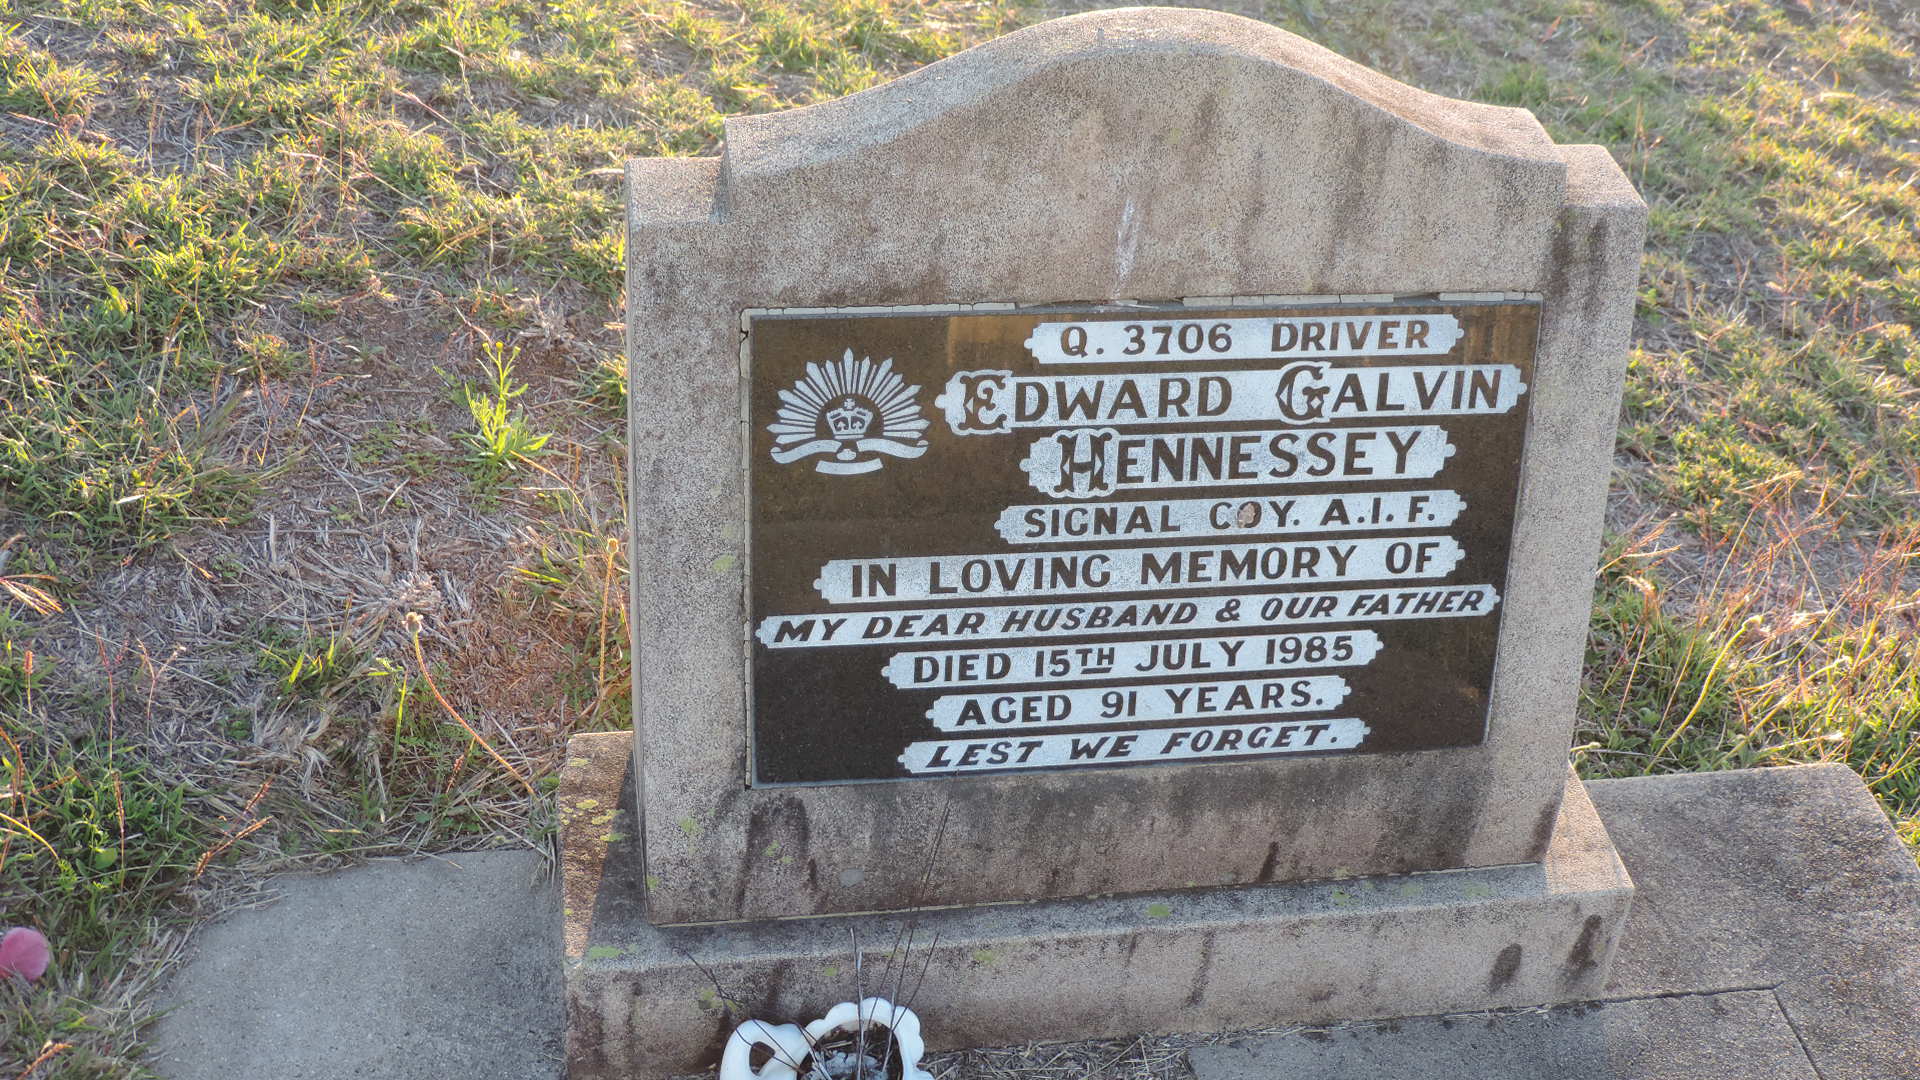 Q. 3706 DRIVER
EDWARD GALVIN
HENNESSEY
SIGNAL COY. A.I.F.
IN LOVING MEMORY OF
MY DEAR HUSBAND & OUR FATHER
DIED 15TH JULY 1985
AGED 91 YEARS.
LEST WE FORGET.